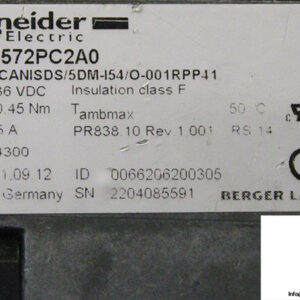 neider
Electric
572PC2A0
CANISDS/5DM-I54/O-001RPP41
36 VDC Insulation class F
0.45 Nm Tambmax 50 °C
5 A PR838.10 Rev 1.001 RS 14
4300
1.09.12 ID 0066206200305
Germany SN 2204085591 BERGER L